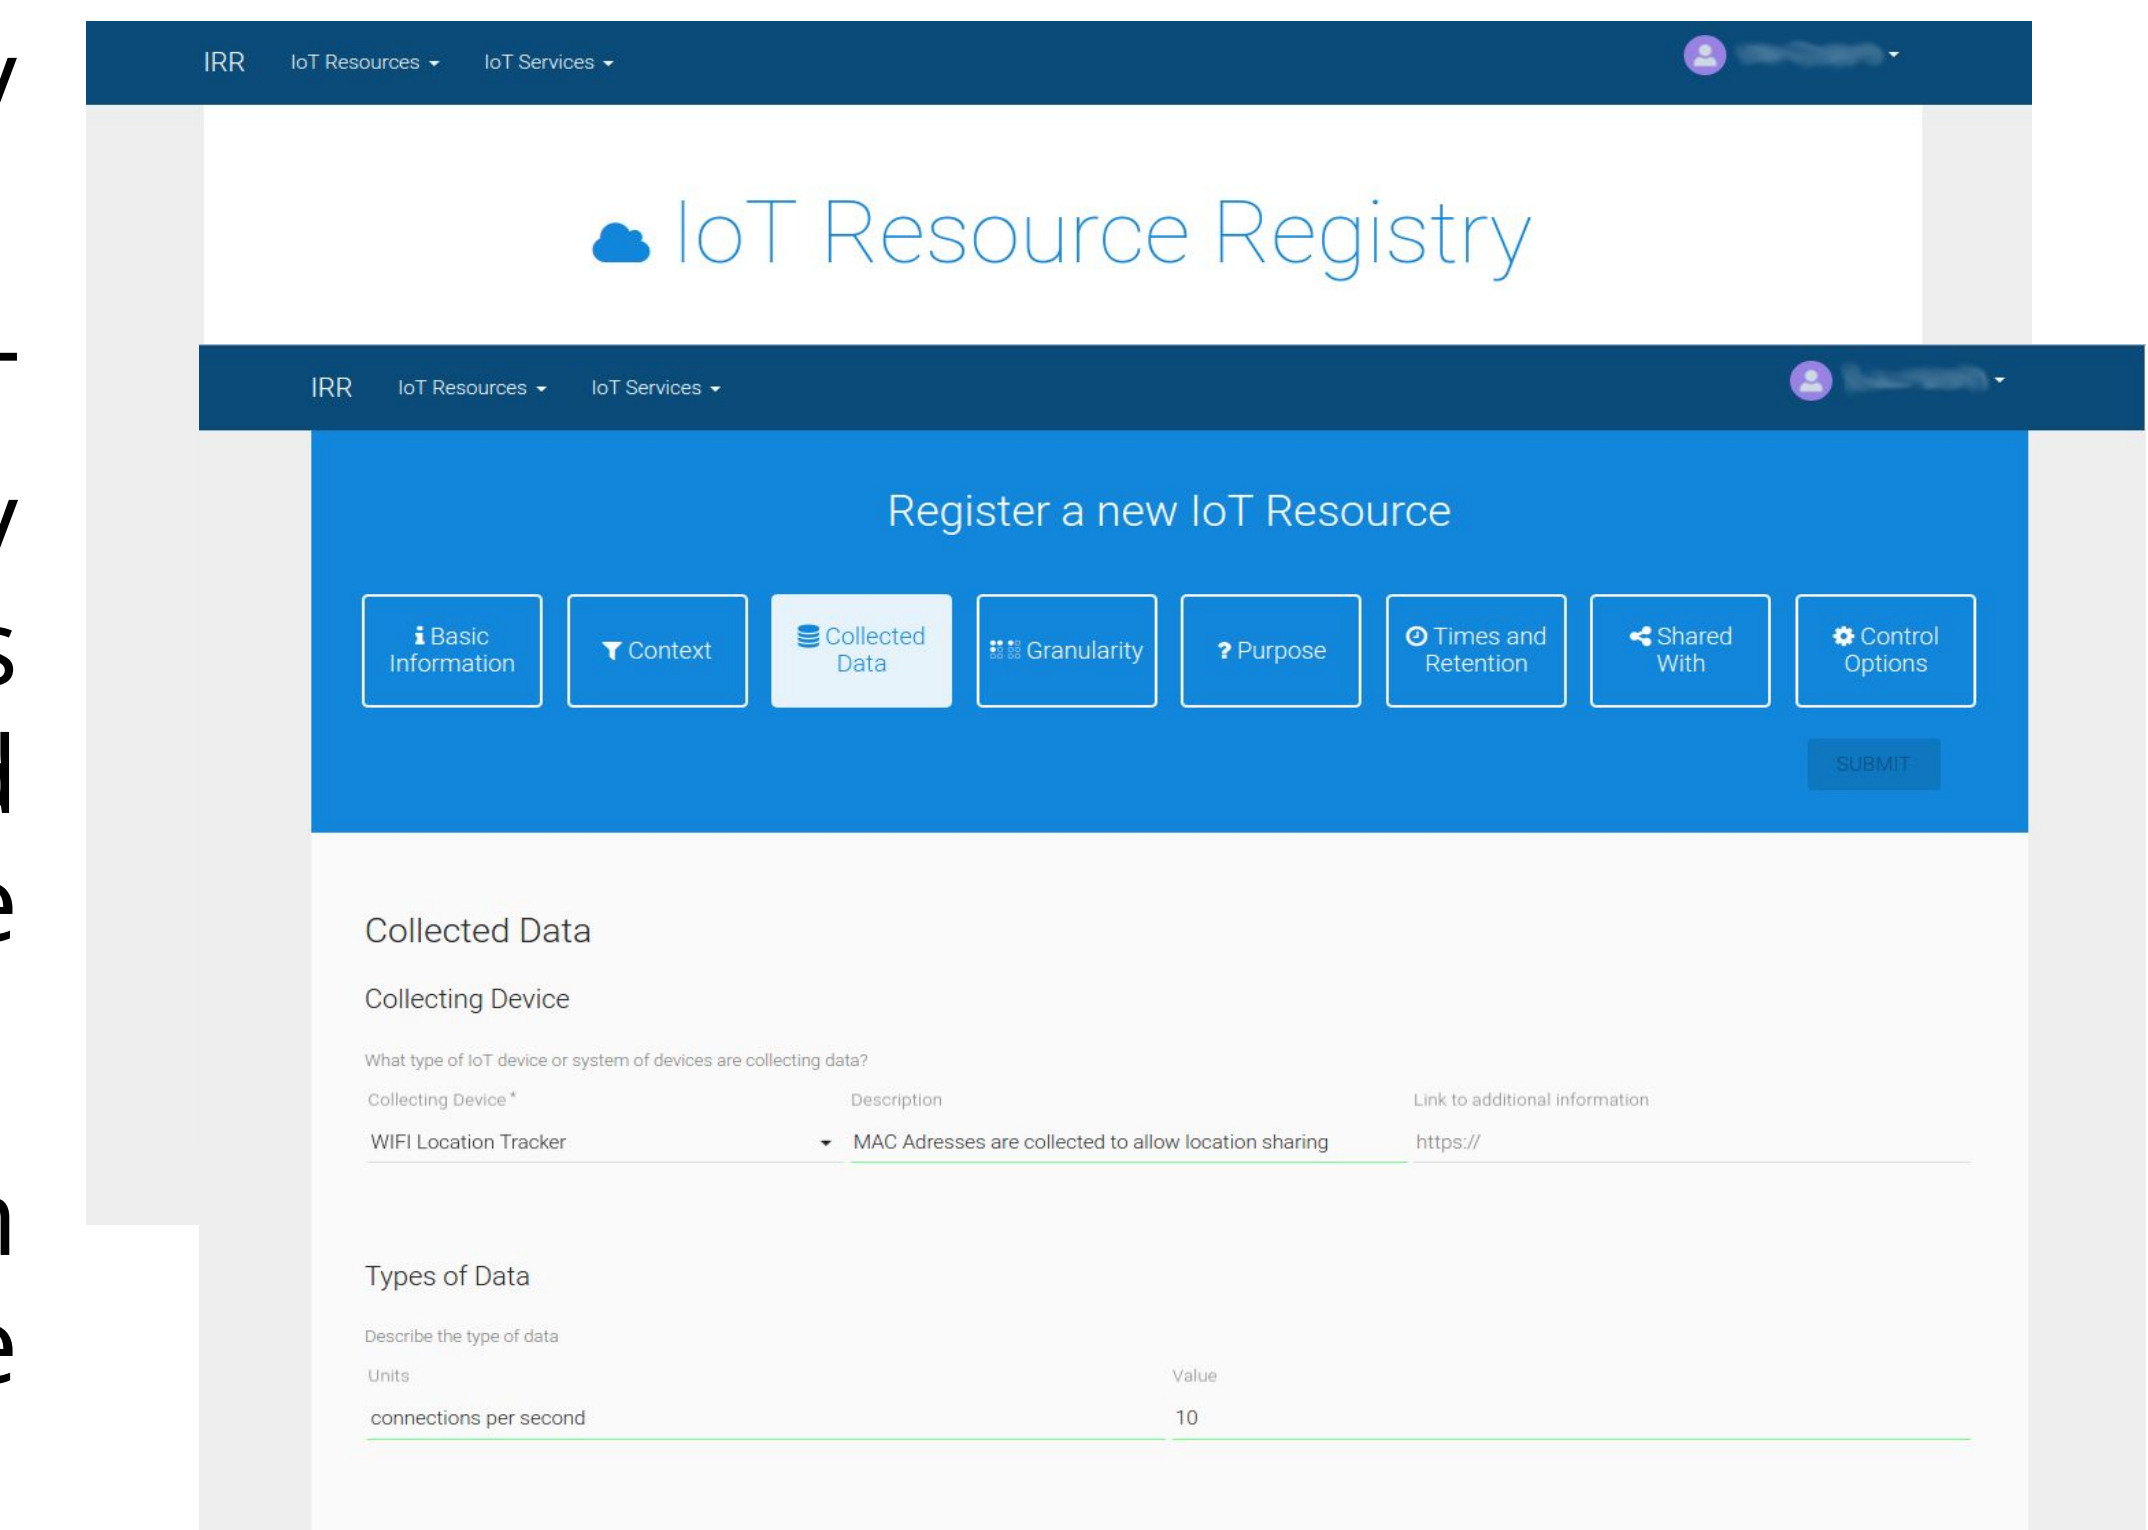 y
s
-
y
s
d
e
n
e
IRR IoT Resources IoT Services
IoT Resource Registry
IRR IoT Resources IoT Services
Register a new IoT Resource
Basic Information
Context
Collected Data
Granularity
? Purpose
Times and Retention
Shared With
Control Options
SUBMIT
Collected Data
Collecting Device
What type of IoT device or system of devices are collecting data?
Collecting Device * Description Link to additional information
WIFI Location Tracker MAC Adresses are collected to allow location sharing https://
Types of Data
Describe the type of data
Units Value
connections per second 10